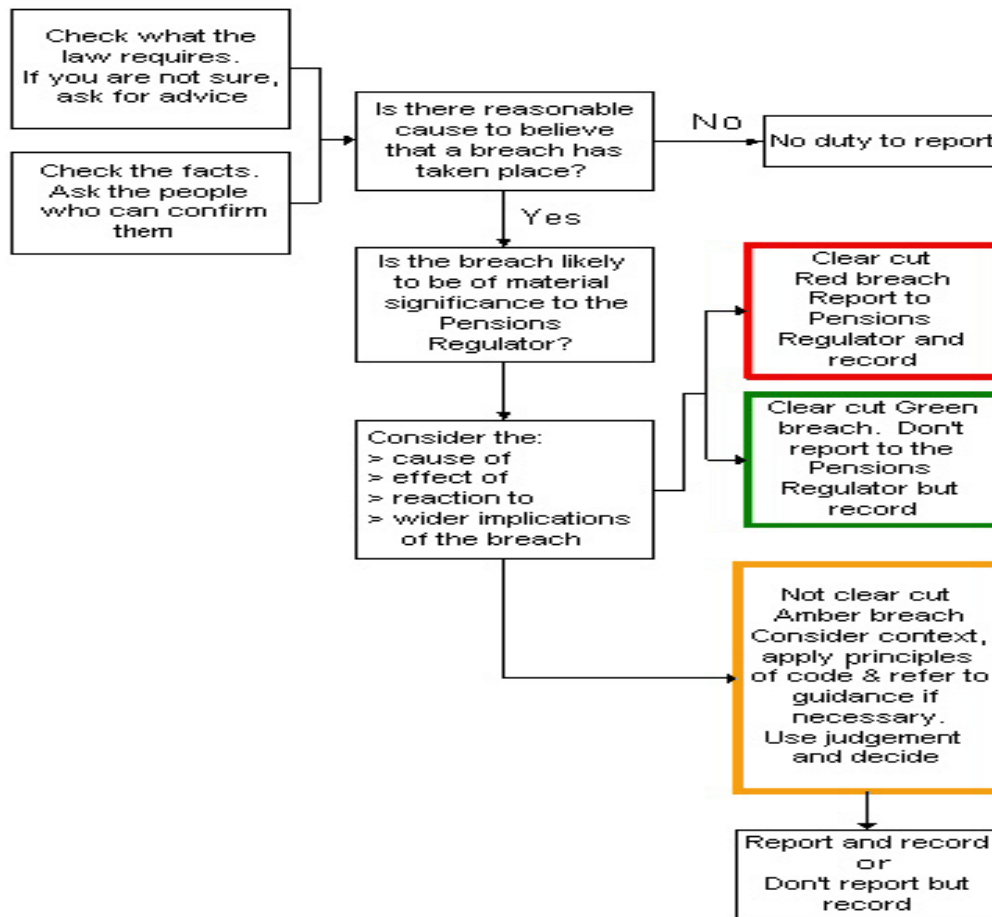 Check what the
law requires.
If you are not sure,
ask for advice
Check the facts.
Ask the people
who can confirm
them
Is there reasonable
cause to believe
that a breach has
taken place?
No
No duty to report
Yes
Is the breach likely
to be of material
significance to the
Pensions
Regulator?
Clear cut
Red breach
Report to
Pensions
Regulator and
record
Clear cut Green
breach.  Don't
report to the
Pensions
Regulator but
record
Consider the:
> cause of
> effect of
> reaction to
> wider implications
of the breach
Not clear cut
Amber breach
Consider context,
apply principles
of code & refer to
guidance if
necessary.
Use judgement
and decide
Report and record
or
Don't report but
record